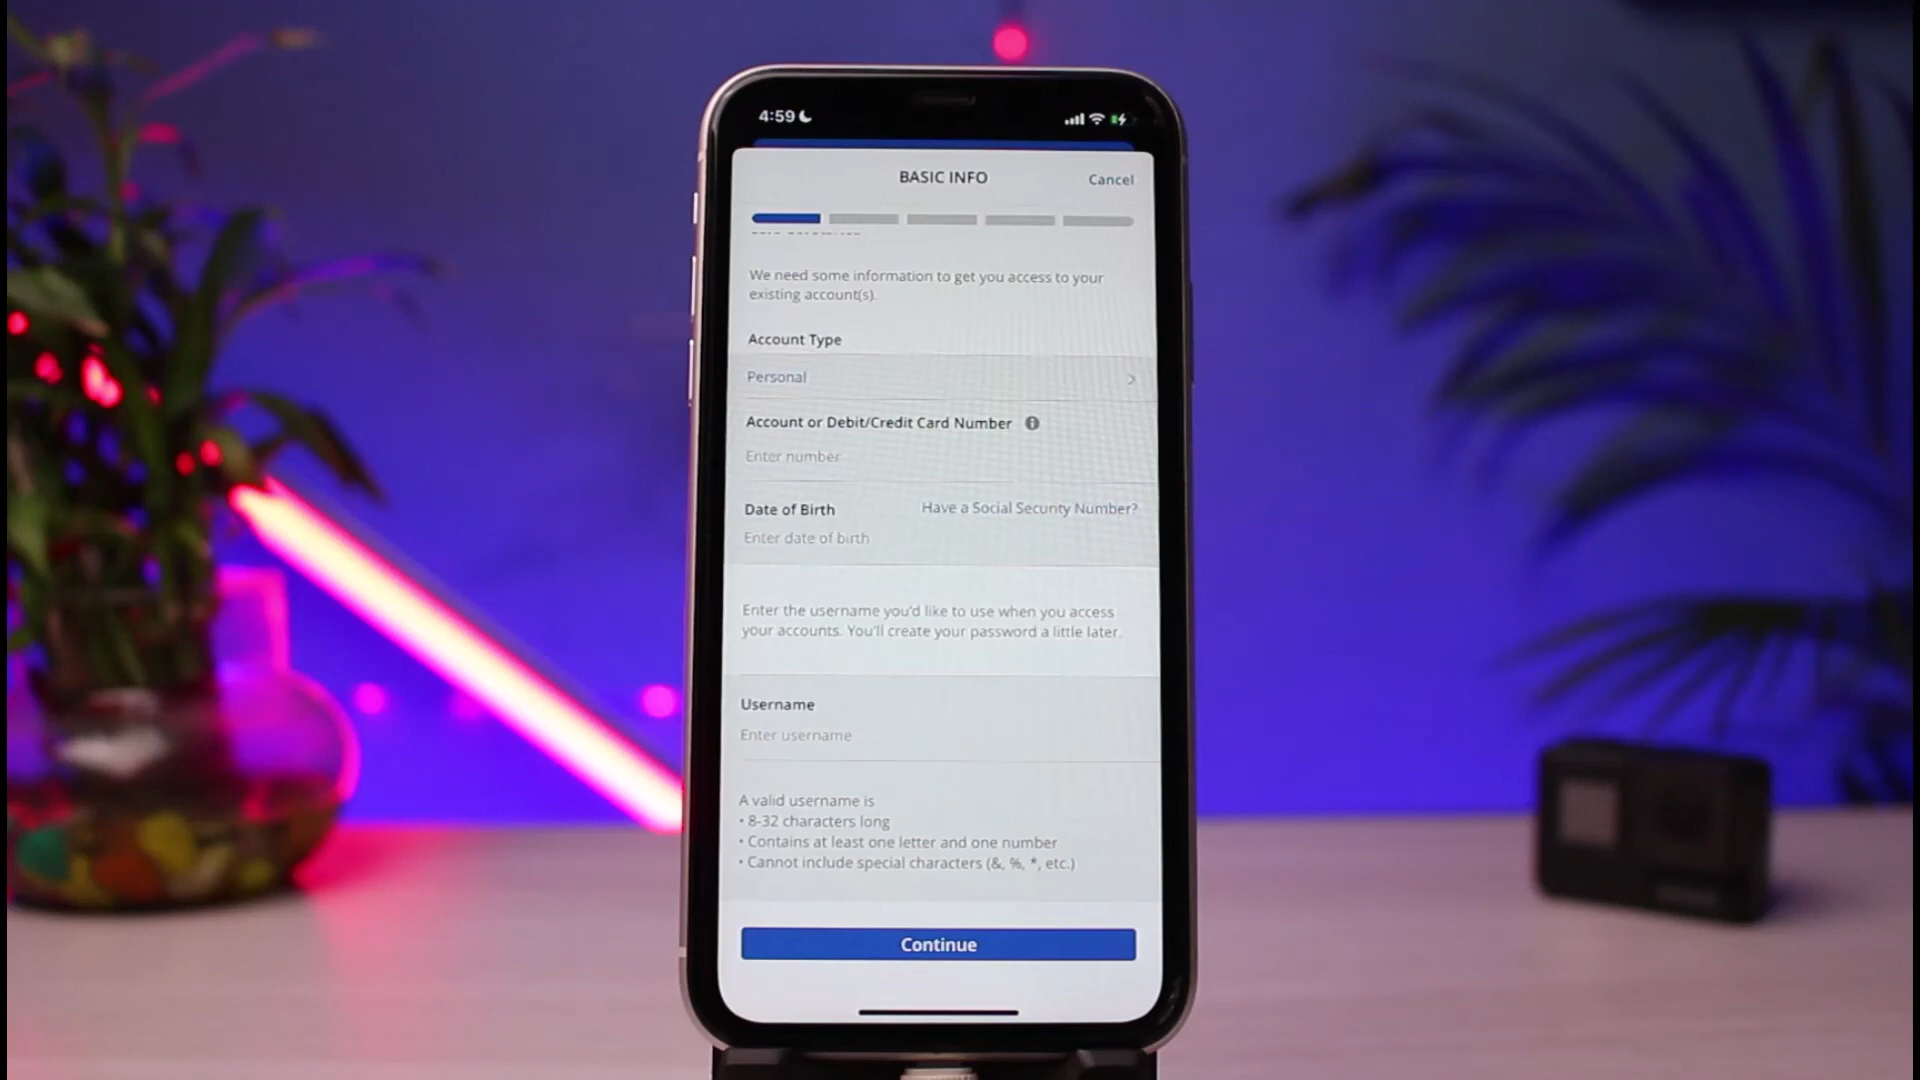 4:59
BASIC INFO
Cancel
We need some information to get you access to your
existing account(s).
Account Type
Personal
Account or Debit/Credit Card Number
Enter number
Date of Birth
Have a Social Security Number?
Enter date of birth
Enter the username you'd like to use when you access
your accounts. You'll create your password a little later.
Username
Enter username
A valid username is
• 8-32 characters long
• Contains at least one letter and one number
• Cannot include special characters (&, %, *, etc.)
Continue